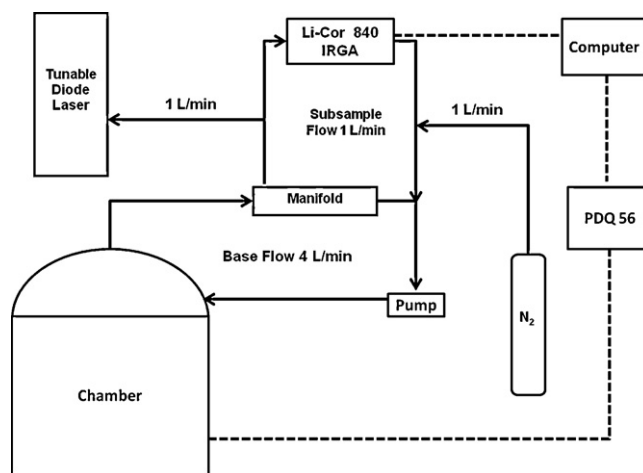 Li-Cor 840
IRGA
Computer
Tunable
Diode
Laser
1 L/min
Subsample
Flow 1 L/min
1 L/min
Manifold
PDQ 56
Base Flow 4 L/min
Pump
N₂
Chamber